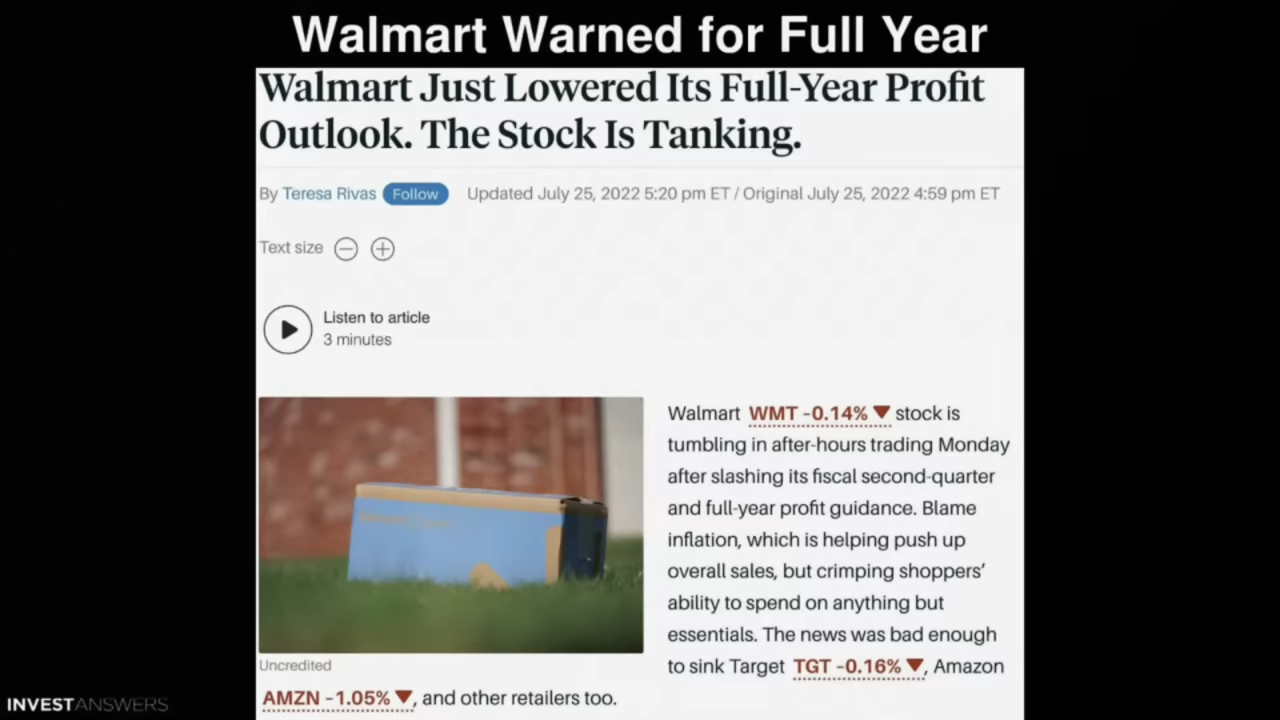 Walmart Warned for Full Year
Walmart Just Lowered Its Full-Year Profit
Outlook. The Stock Is Tanking.
By Teresa Rivas Follow Updated July 25, 2022 5:20 pm ET / Original July 25, 2022 4:59 pm ET
Text size
Listen to article
3 minutes
Walmart WMT -0.14% ▼ stock is
tumbling in after-hours trading Monday
after slashing its fiscal second-quarter
and full-year profit guidance. Blame
inflation, which is helping push up
overall sales, but crimping shoppers’
ability to spend on anything but
essentials. The news was bad enough
to sink Target TGT -0.16% ▼, Amazon
Uncredited
AMZN -1.05% ▼, and other retailers too.
INVESTANSWERS